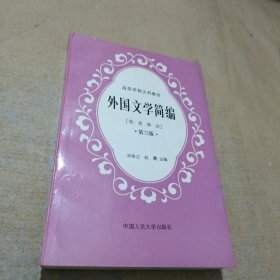 高等学校文科教材
外国文学简编
[欧美部分]
·第三版·
朱维之 赵澧 主编
中国人民大学出版社